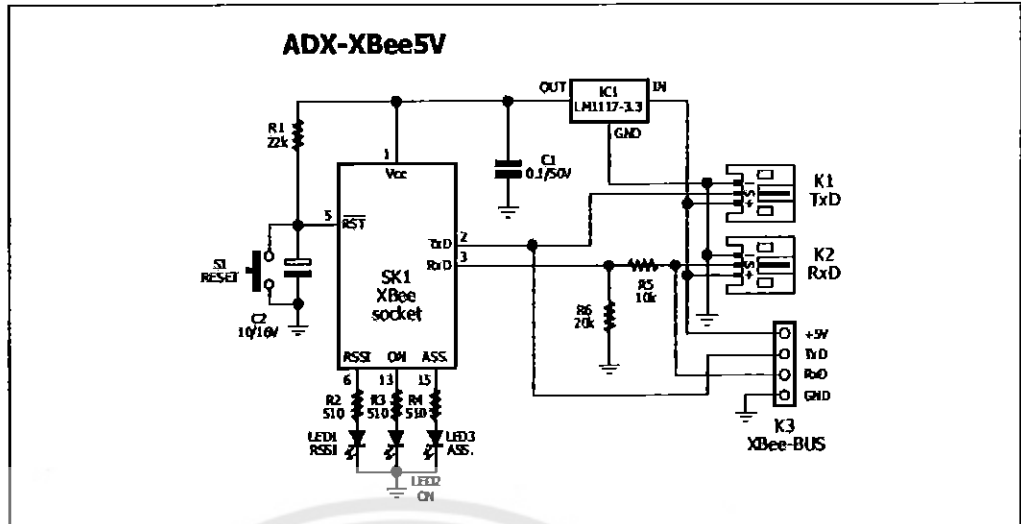 ADX-XBee5V
OUT
IC1
LM1117-3.3
IN
GND
R1
22k
1
Vcc
C1
0.1/50V
K1
TxD
-
S
+
5
RST
TxD
2
RxD
3
K2
RxD
-
S
+
S1
RESET
SK1
XBee
socket
R5
10k
R6
20k
C2
10/16V
+5V
TxD
RxD
GND
RSSI
ON
ASS.
6
13
15
R2
510
R3
510
R4
510
K3
XBee-BUS
LED1
RSSI
LED3
ASS.
LED2
ON